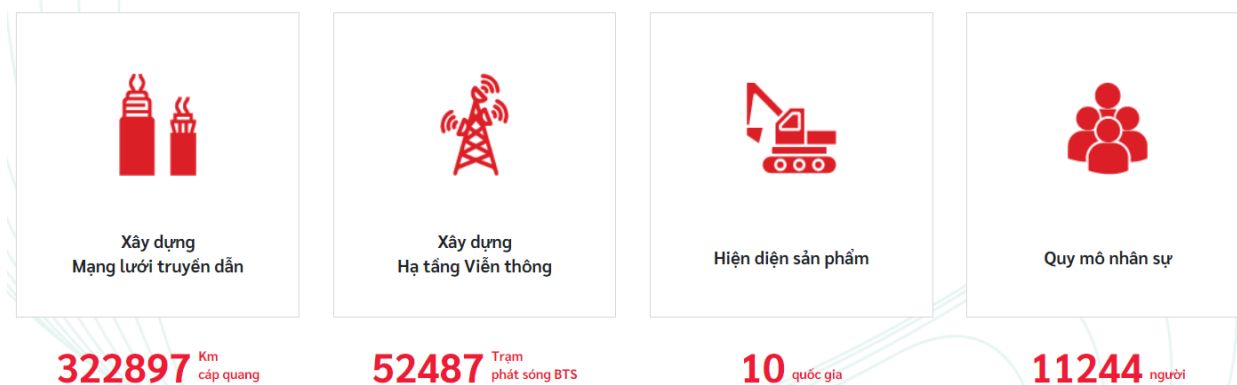 Xây dựng
Mạng lưới truyền dẫn
Xây dựng
Hạ tầng Viễn thông
Hiện diện sản phẩm
Quy mô nhân sự
322897 Km
cáp quang
52487 Trạm
phát sóng BTS
10 quốc gia
11244 người